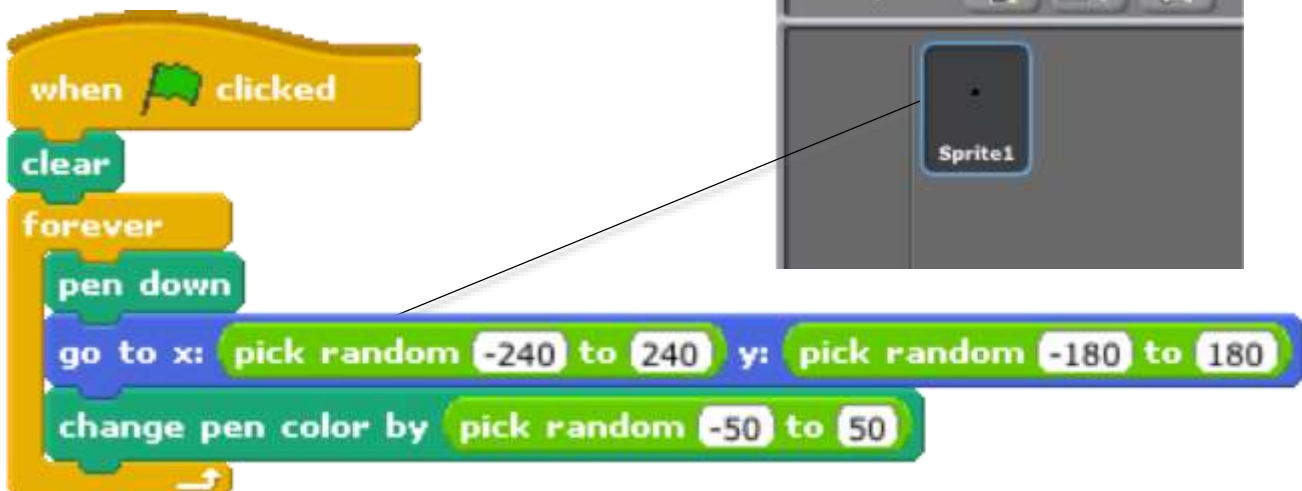 when clicked
clear
forever
pen down
go to x: pick random -240 to 240 y: pick random -180 to 180
change pen color by pick random -50 to 50
Sprite1